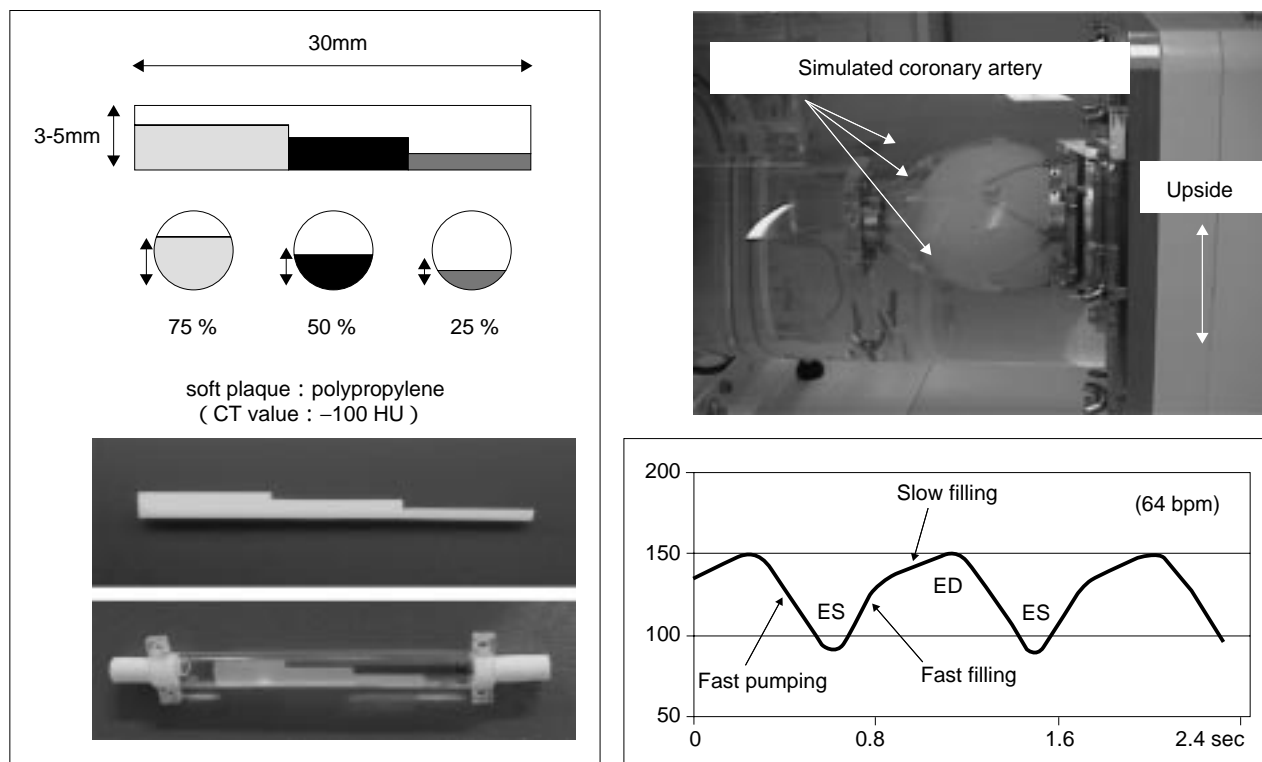 30mm
3-5mm
75 %
50 %
25 %
soft plaque：polypropylene
（ CT value：–100 HU ）
Simulated coronary artery
Upside
200
150
100
50
0
0.8
1.6
2.4 sec
Slow filling
(64 bpm)
ES
ED
ES
Fast pumping
Fast filling